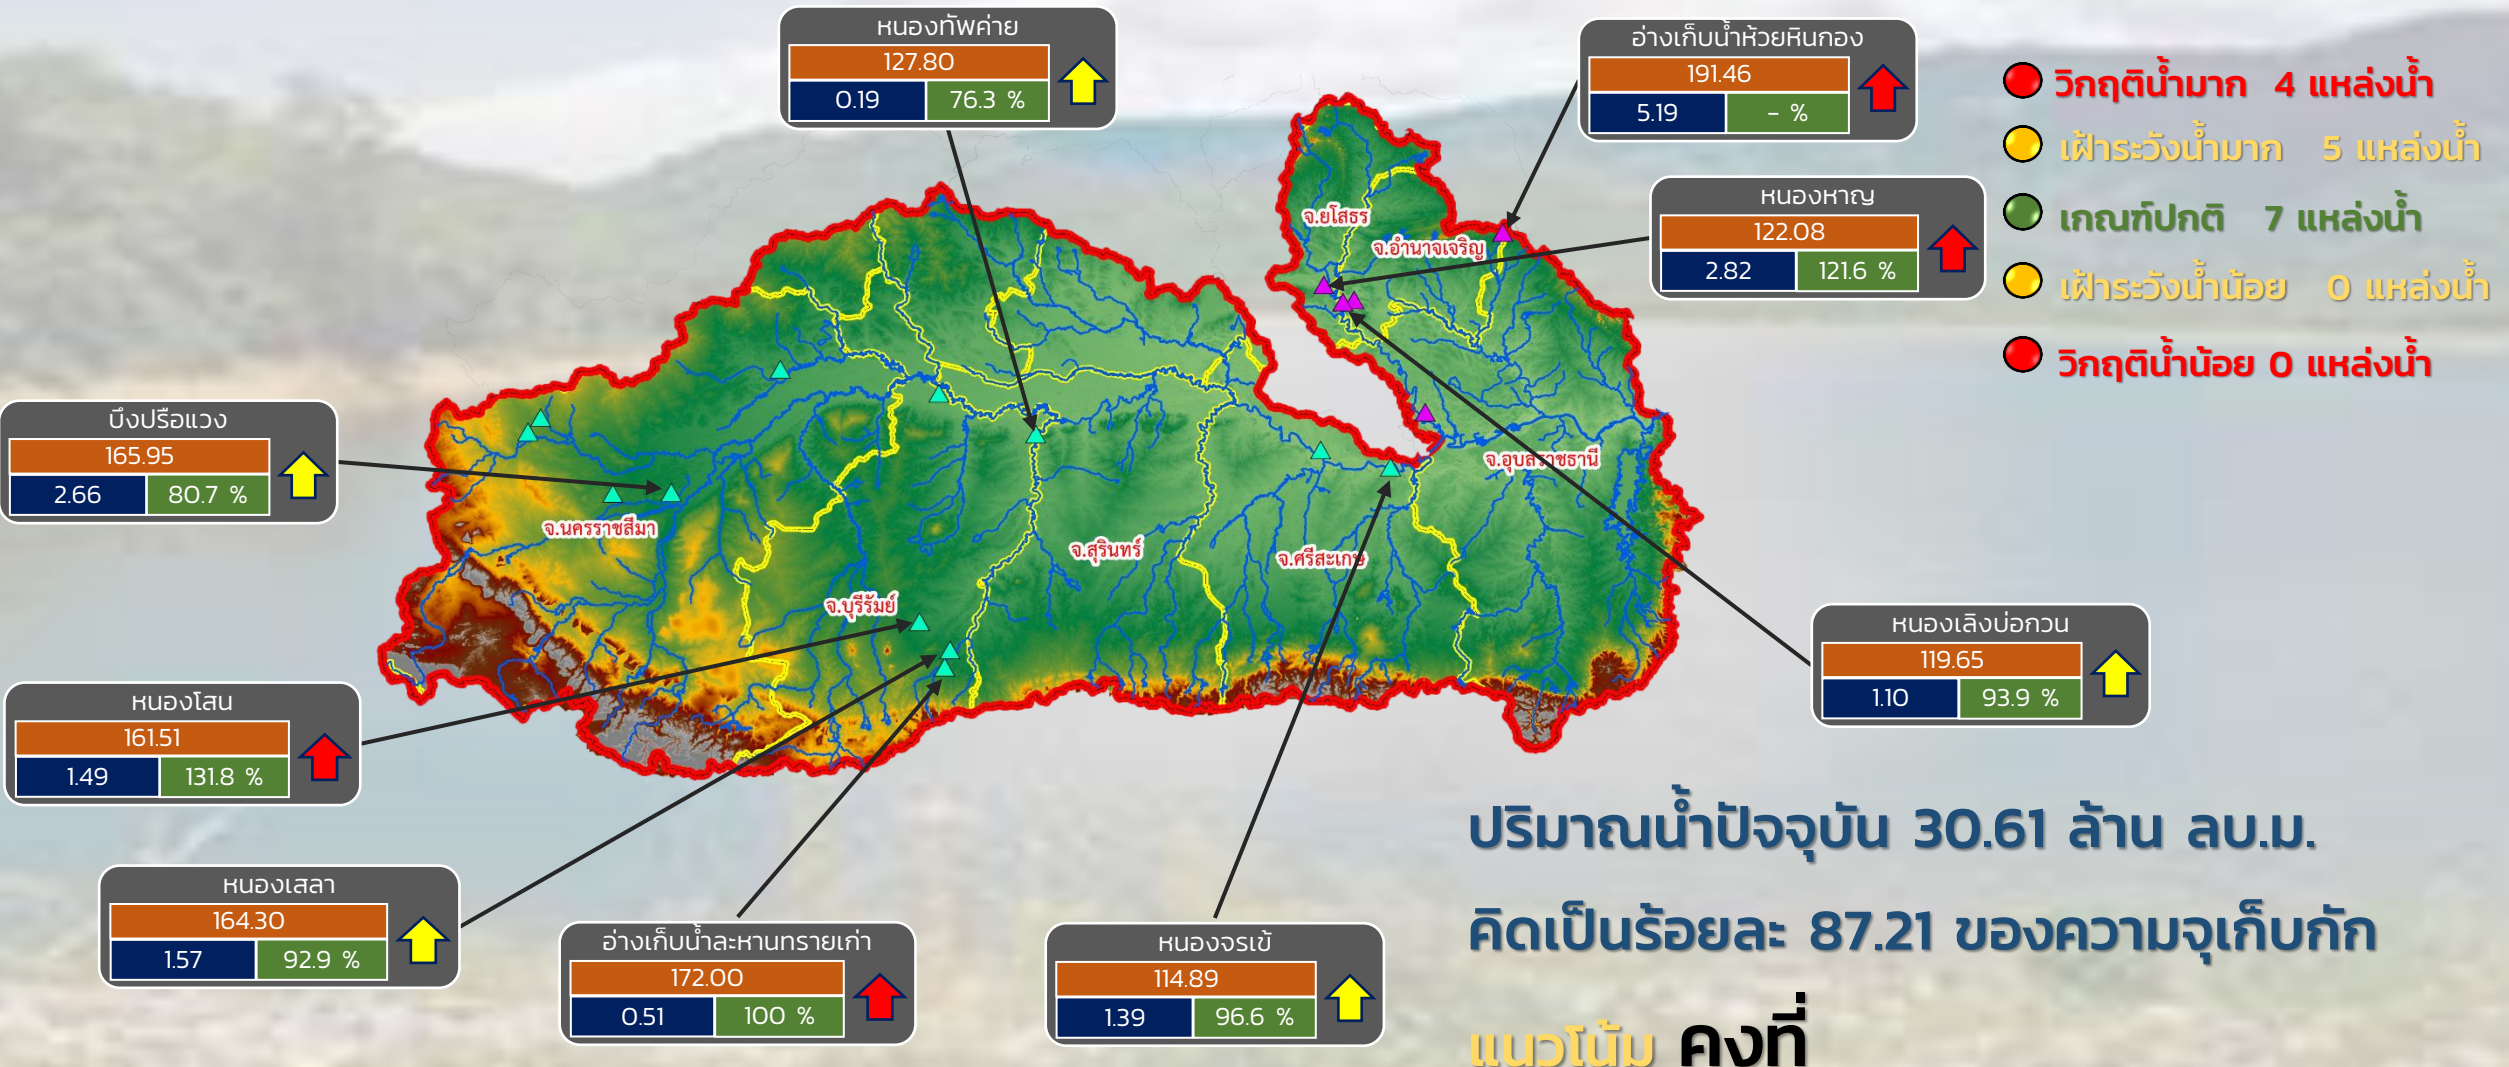 หนองทัพค่าย
127.80
0.19 76.3 %
อ่างเก็บน้ำห้วยหินกอง
191.46
5.19 - %
วิกฤติน้ำมาก 4 แหล่งน้ำ
เฝ้าระวังน้ำมาก 5 แหล่งน้ำ
เกณฑ์ปกติ 7 แหล่งน้ำ
เฝ้าระวังน้ำน้อย 0 แหล่งน้ำ
วิกฤติน้ำน้อย 0 แหล่งน้ำ
หนองหาญ
122.08
2.82 121.6 %
จ.ยโสธร
จ.อำนาจเจริญ
บึงปรือแวง
165.95
2.66 80.7 %
จ.อุบลราชธานี
จ.นครราชสีมา
จ.สุรินทร์
จ.ศรีสะเกษ
จ.บุรีรัมย์
หนองเลิงบ่อกวน
119.65
1.10 93.9 %
หนองโสน
161.51
1.49 131.8 %
หนองเสลา
164.30
1.57 92.9 %
อ่างเก็บน้ำละหานทรายเก่า
172.00
0.51 100 %
หนองจรเข้
114.89
1.39 96.6 %
ปริมาณน้ำปัจจุบัน 30.61 ล้าน ลบ.ม.
คิดเป็นร้อยละ 87.21 ของความจุเก็บกัก
แนวโน้ม คงที่